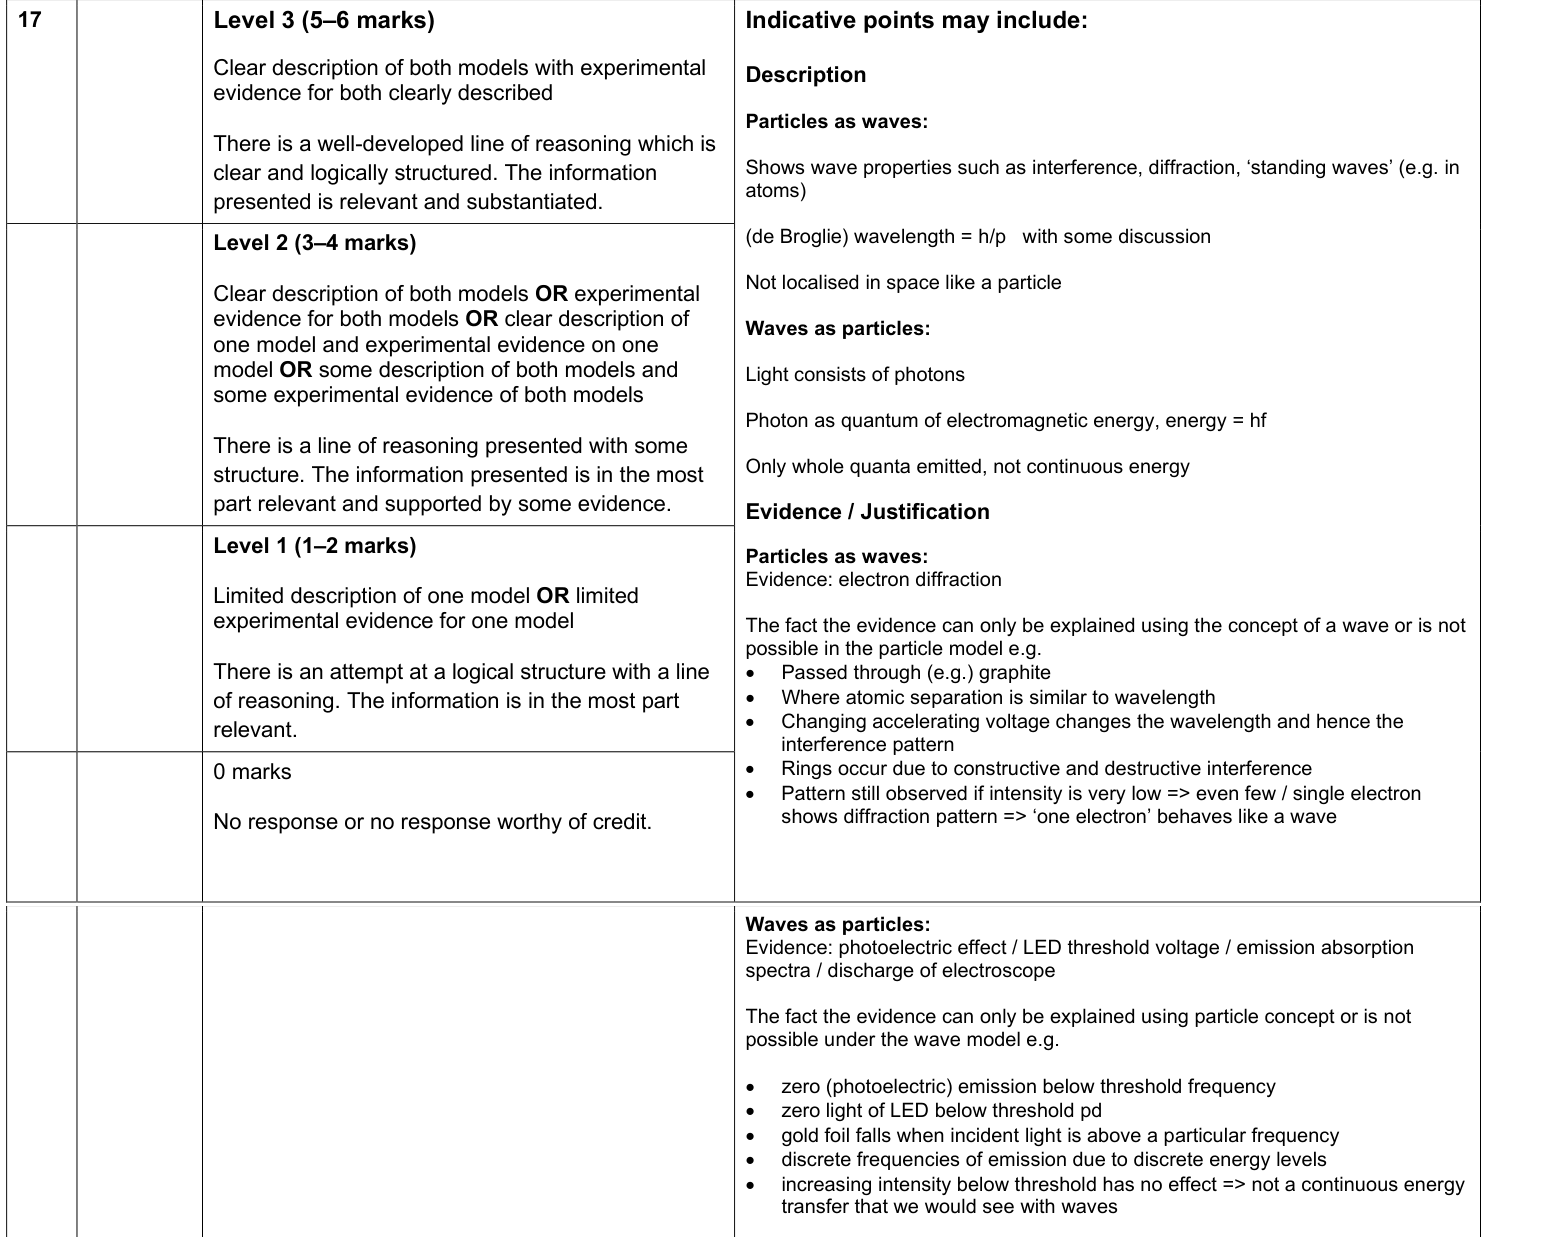 17
Level 3 (5–6 marks)
Clear description of both models with experimental
evidence for both clearly described
There is a well-developed line of reasoning which is
clear and logically structured. The information
presented is relevant and substantiated.
Level 2 (3–4 marks)
Clear description of both models OR experimental
evidence for both models OR clear description of
one model and experimental evidence on one
model OR some description of both models and
some experimental evidence of both models
There is a line of reasoning presented with some
structure. The information presented is in the most
part relevant and supported by some evidence.
Level 1 (1–2 marks)
Limited description of one model OR limited
experimental evidence for one model
There is an attempt at a logical structure with a line
of reasoning. The information is in the most part
relevant.
0 marks
No response or no response worthy of credit.
Indicative points may include:
Description
Particles as waves:
Shows wave properties such as interference, diffraction, ‘standing waves’ (e.g. in
atoms)
(de Broglie) wavelength = h/p with some discussion
Not localised in space like a particle
Waves as particles:
Light consists of photons
Photon as quantum of electromagnetic energy, energy = hf
Only whole quanta emitted, not continuous energy
Evidence / Justification
Particles as waves:
Evidence: electron diffraction
The fact the evidence can only be explained using the concept of a wave or is not
possible in the particle model e.g.
• Passed through (e.g.) graphite
• Where atomic separation is similar to wavelength
• Changing accelerating voltage changes the wavelength and hence the
interference pattern
• Rings occur due to constructive and destructive interference
• Pattern still observed if intensity is very low => even few / single electron
shows diffraction pattern => ‘one electron’ behaves like a wave
Waves as particles:
Evidence: photoelectric effect / LED threshold voltage / emission absorption
spectra / discharge of electroscope
The fact the evidence can only be explained using particle concept or is not
possible under the wave model e.g.
• zero (photoelectric) emission below threshold frequency
• zero light of LED below threshold pd
• gold foil falls when incident light is above a particular frequency
• discrete frequencies of emission due to discrete energy levels
• increasing intensity below threshold has no effect => not a continuous energy
transfer that we would see with waves